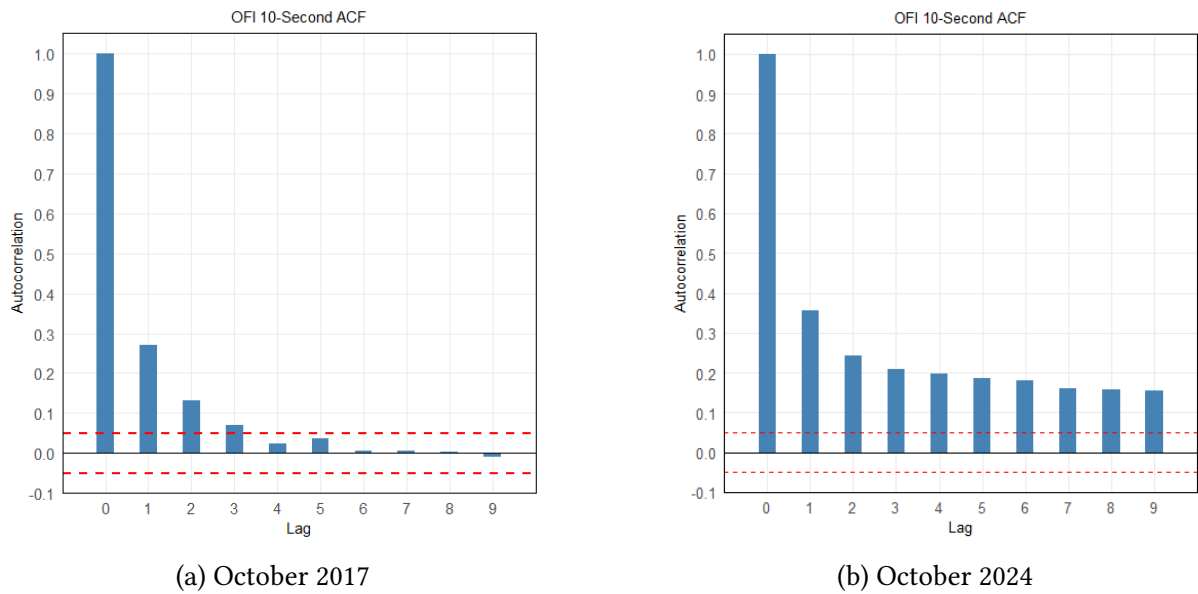 OFI 10-Second ACF
Autocorrelation
1.0
0.9
0.8
0.7
0.6
0.5
0.4
0.3
0.2
0.1
0.0
-0.1
0 1 2 3 4 5 6 7 8 9
Lag
(a) October 2017
OFI 10-Second ACF
Autocorrelation
1.0
0.9
0.8
0.7
0.6
0.5
0.4
0.3
0.2
0.1
0.0
-0.1
0 1 2 3 4 5 6 7 8 9
Lag
(b) October 2024